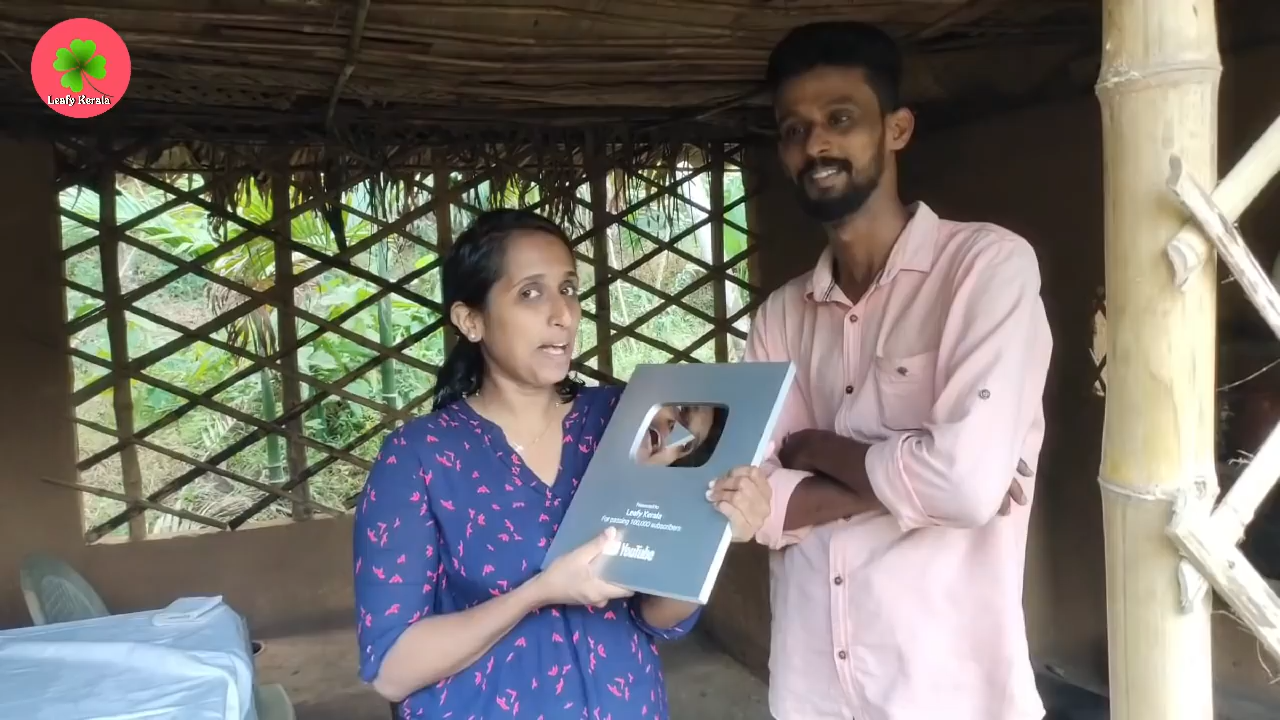 Leafy Kerala
Presented to
Leafy Kerala
For passing 100,000 subscribers
YouTube